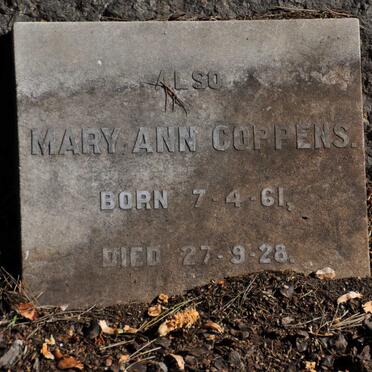 ALSO
MARY ANN COPPENS.
BORN 7-4-61,
DIED 27-9-28.